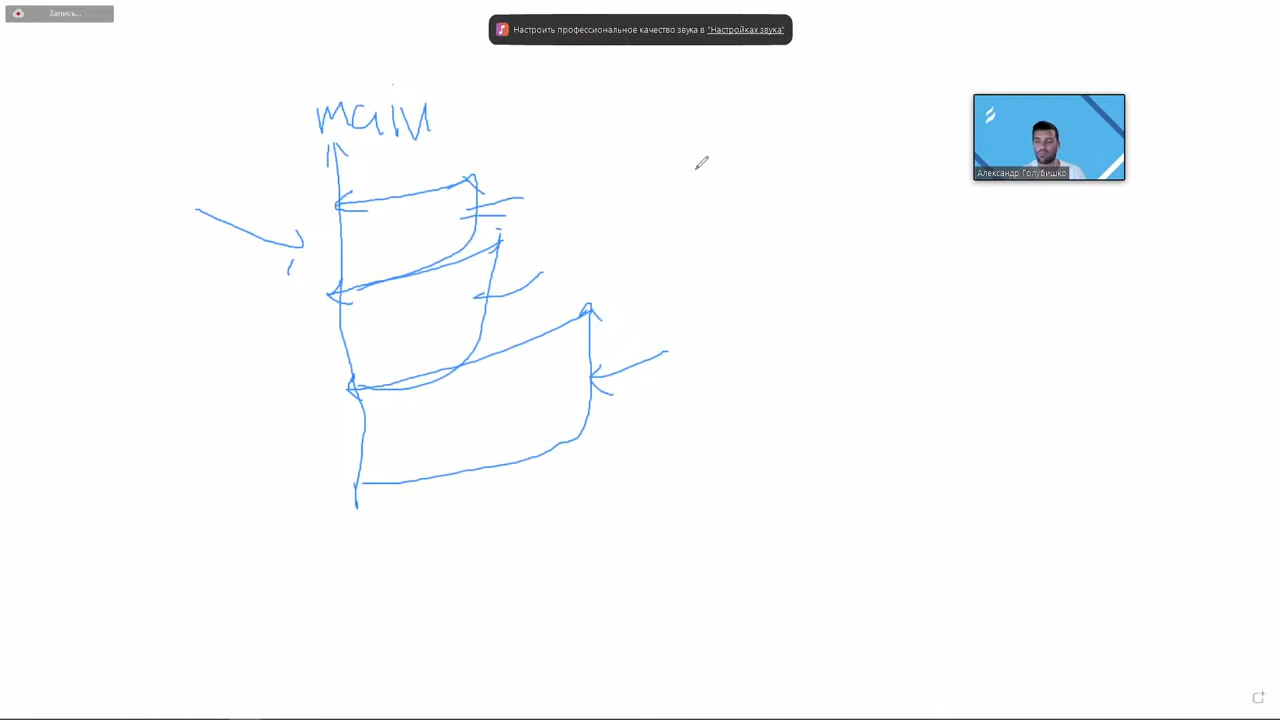 Запись...
Настроить профессиональное качество звука в "Настройках звука"
main
Александр Голубишко